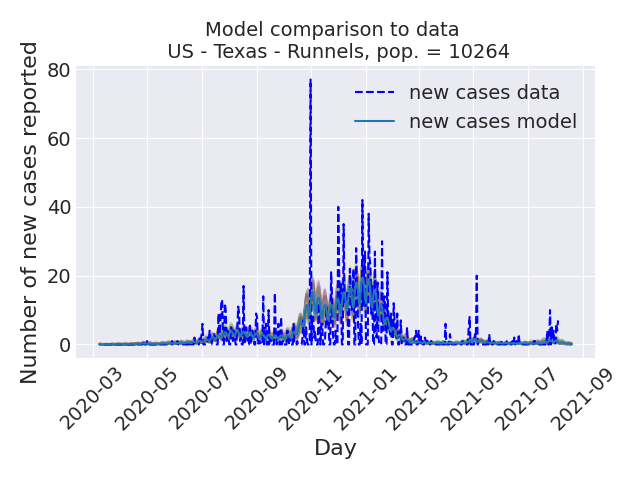 Model comparison to data
US - Texas - Runnels, pop. = 10264
Number of new cases reported
80
60
40
20
0
new cases data
new cases model
2020-03
2020-05
2020-07
2020-09
2020-11
2021-01
2021-03
2021-05
2021-07
2021-09
Day